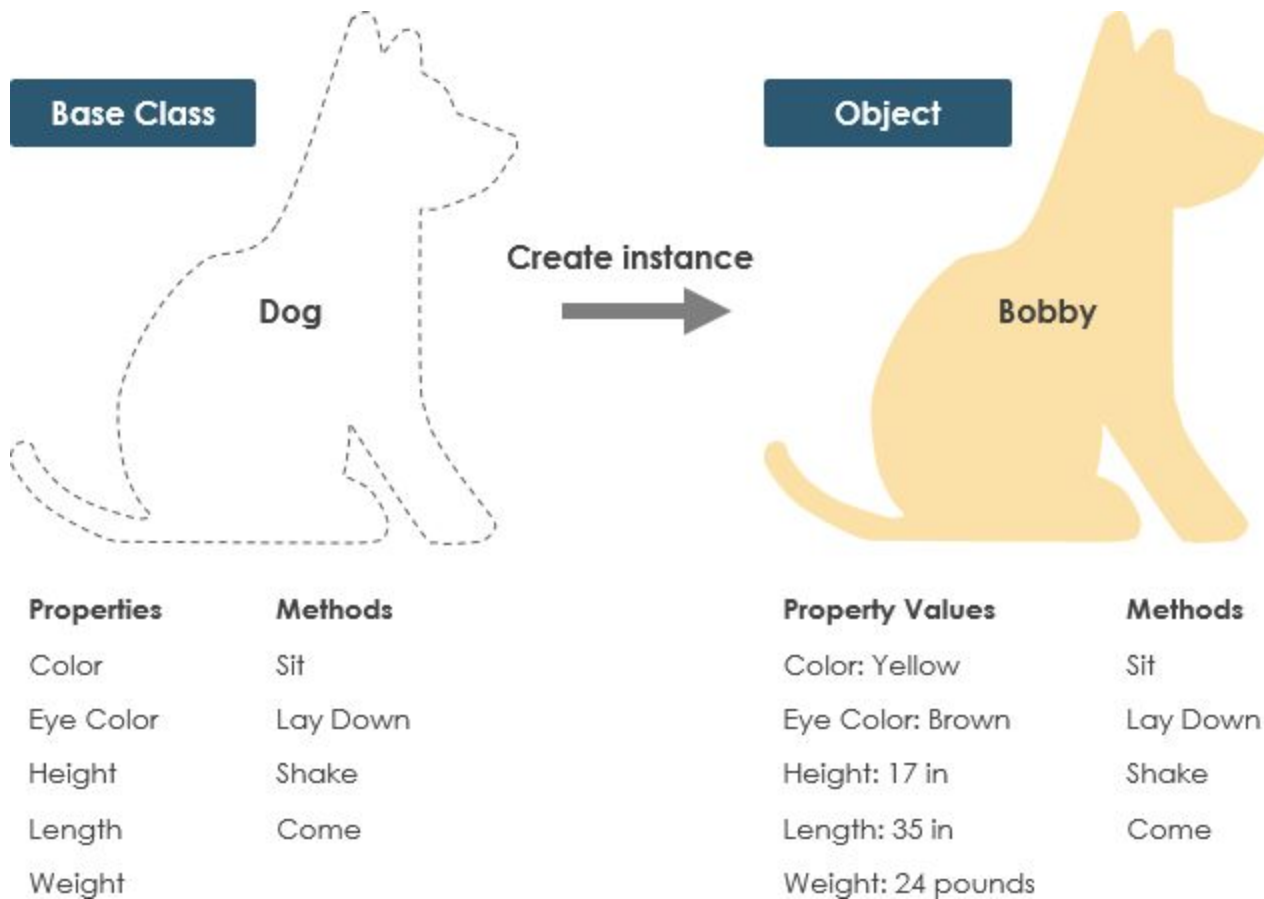 Base Class
Object
Create instance
Dog
Bobby
Properties
Methods
Color
Sit
Eye Color
Lay Down
Height
Shake
Length
Come
Weight
Property Values
Methods
Color: Yellow
Sit
Eye Color: Brown
Lay Down
Height: 17 in
Shake
Length: 35 in
Come
Weight: 24 pounds